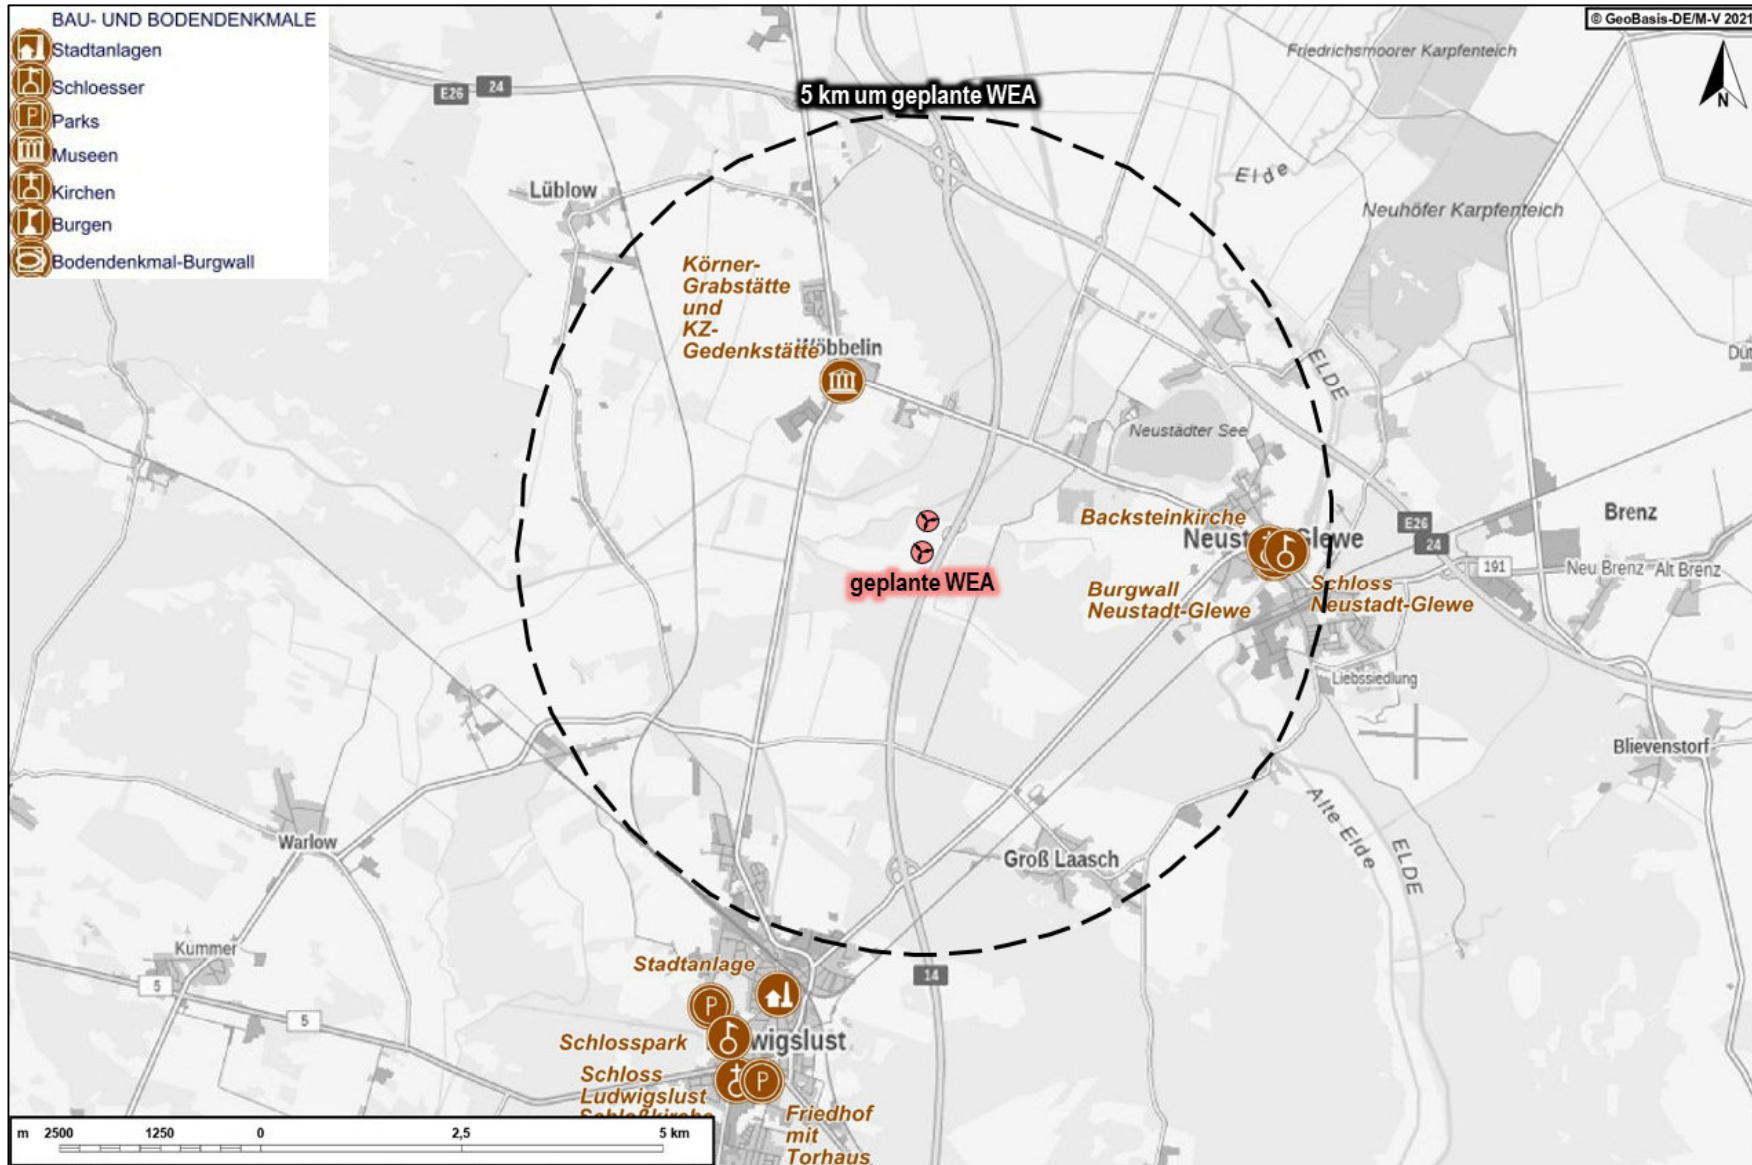 BAU- UND BODENDENKMALE
Stadtanlagen
Schloesser
P
Parks
Museen
Kirchen
Burgen
Bodendenkmal-Burgwall
© GeoBasis-DE/M-V 2021
N
Friedrichsmoorer Karpfenteich
E26
24
5 km um geplante WEA
Elde
Lüblow
Neuhöfer Karpfenteich
Körner-
Grabstätte
und
KZ-
Gedenkstätte
ELDE
Neustädter See
Backsteinkirche
Brenz
E26
24
191
Neu Brenz
Alt Brenz
geplante WEA
Burgwall
Neustadt-Glewe
Schloss
Neustadt-Glewe
Liebssiedlung
Blievenstorf
Warlow
Groß Laasch
Alte Elde
ELDE
Kummer
Stadtanlage
5
5
14
P
Schlosspark
Schloss
Ludwigslust
P
Friedhof
mit
Torhaus
m 2500 1250 0 2,5 5 km